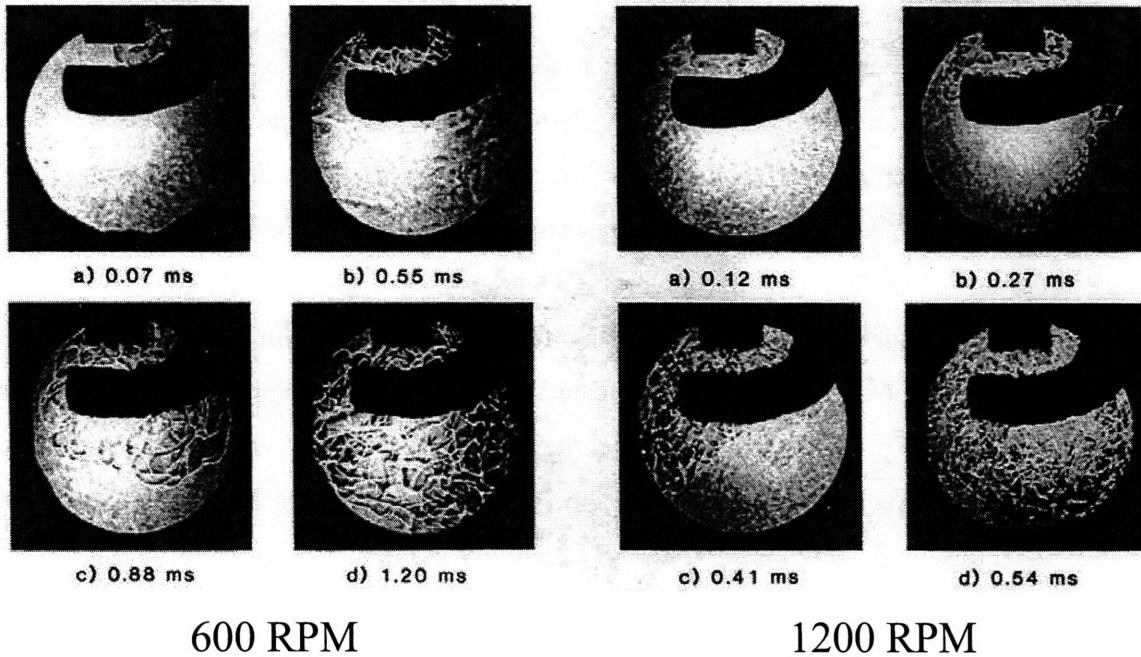 a) 0.07 ms
b) 0.55 ms
a) 0.12 ms
b) 0.27 ms
c) 0.88 ms
d) 1.20 ms
c) 0.41 ms
d) 0.54 ms
600 RPM
1200 RPM